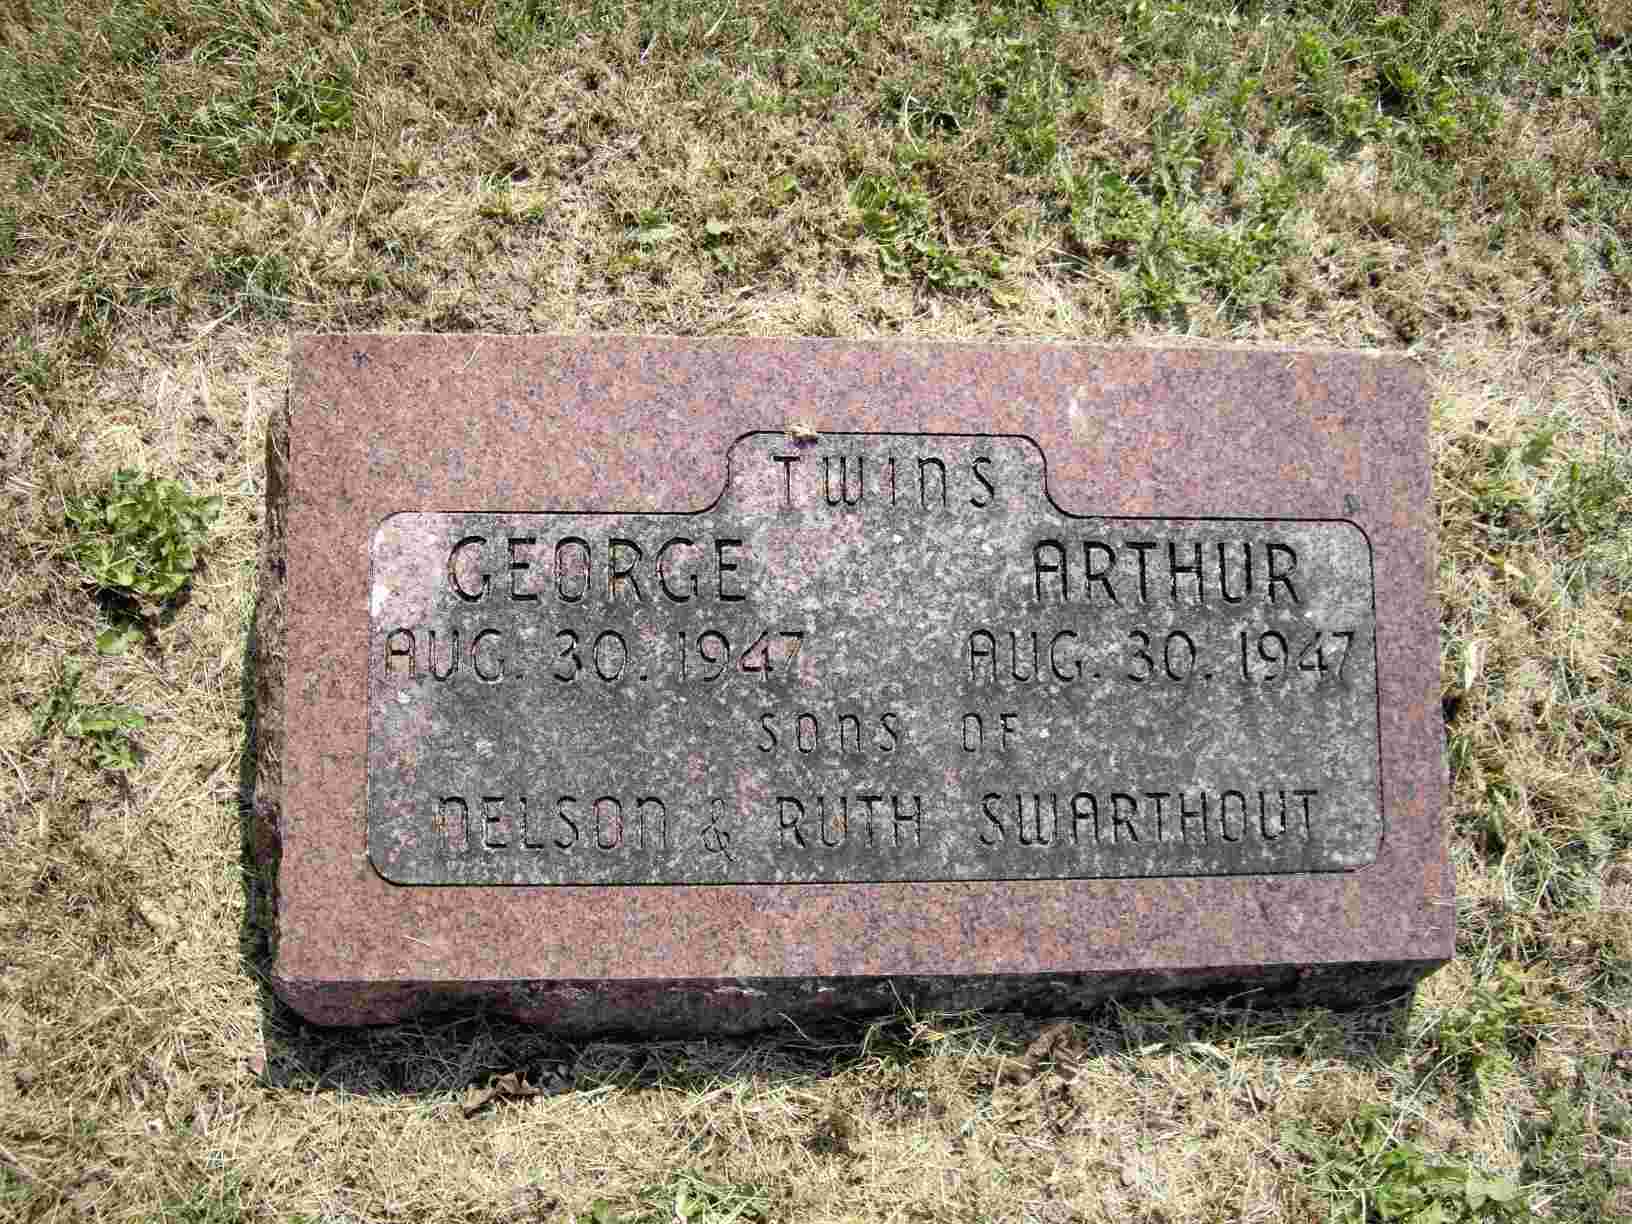 TWINS
GEORGE ARTHUR
AUG. 30. 1947 AUG. 30. 1947
SONS OF
NELSON & RUTH SWARTHOUT